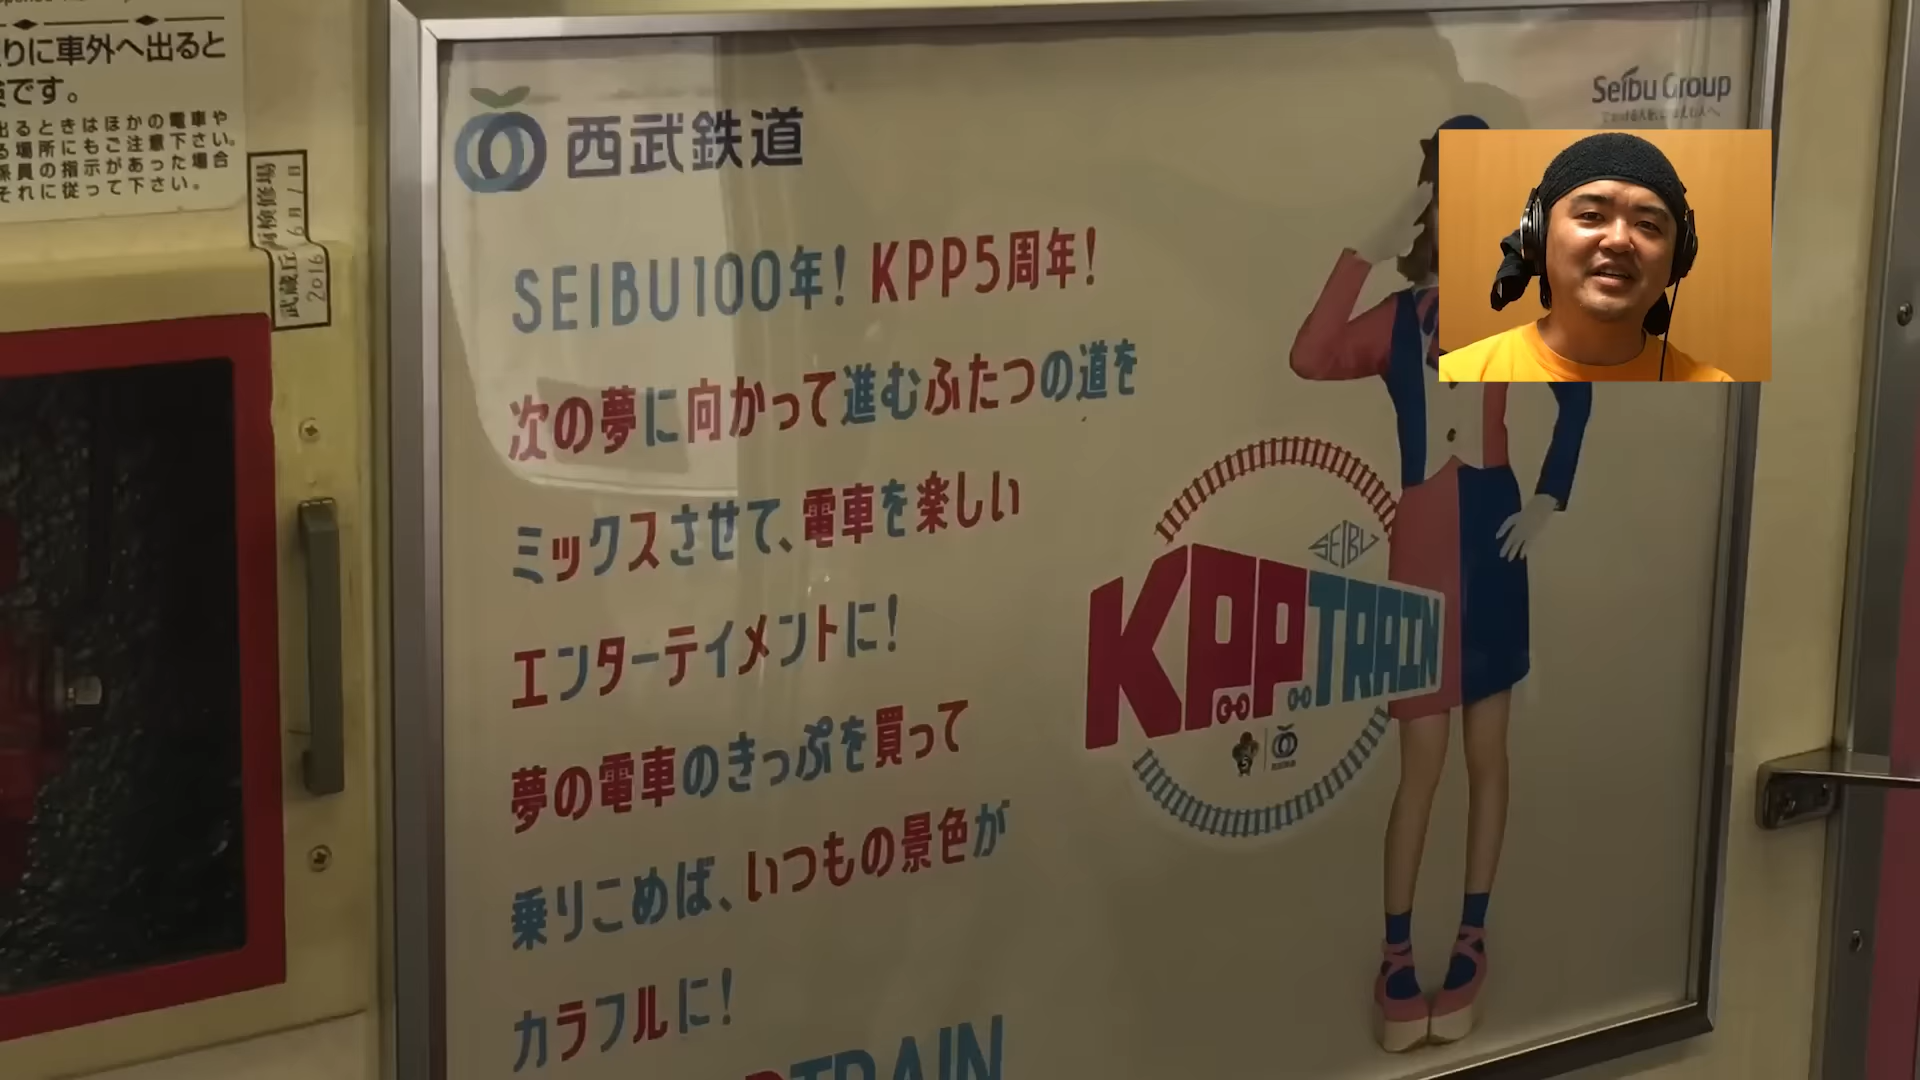 りに車外へ出ると
です。
出るときはほかの電車や
る場所にもご注意下さい。
係員の指示があった場合
それに従って下さい。
武蔵丘
2016
6月
西武鉄道
Seibu Group
SEIBU100年! KPP5周年!
次の夢に向かって進むふたつの道を
ミックスさせて、電車を楽しい
エンターテイメントに!
夢の電車のきっぷを買って
乗りこめば、いつもの景色が
カラフルに!
TRAIN
SEIBU
KPPTRAIN